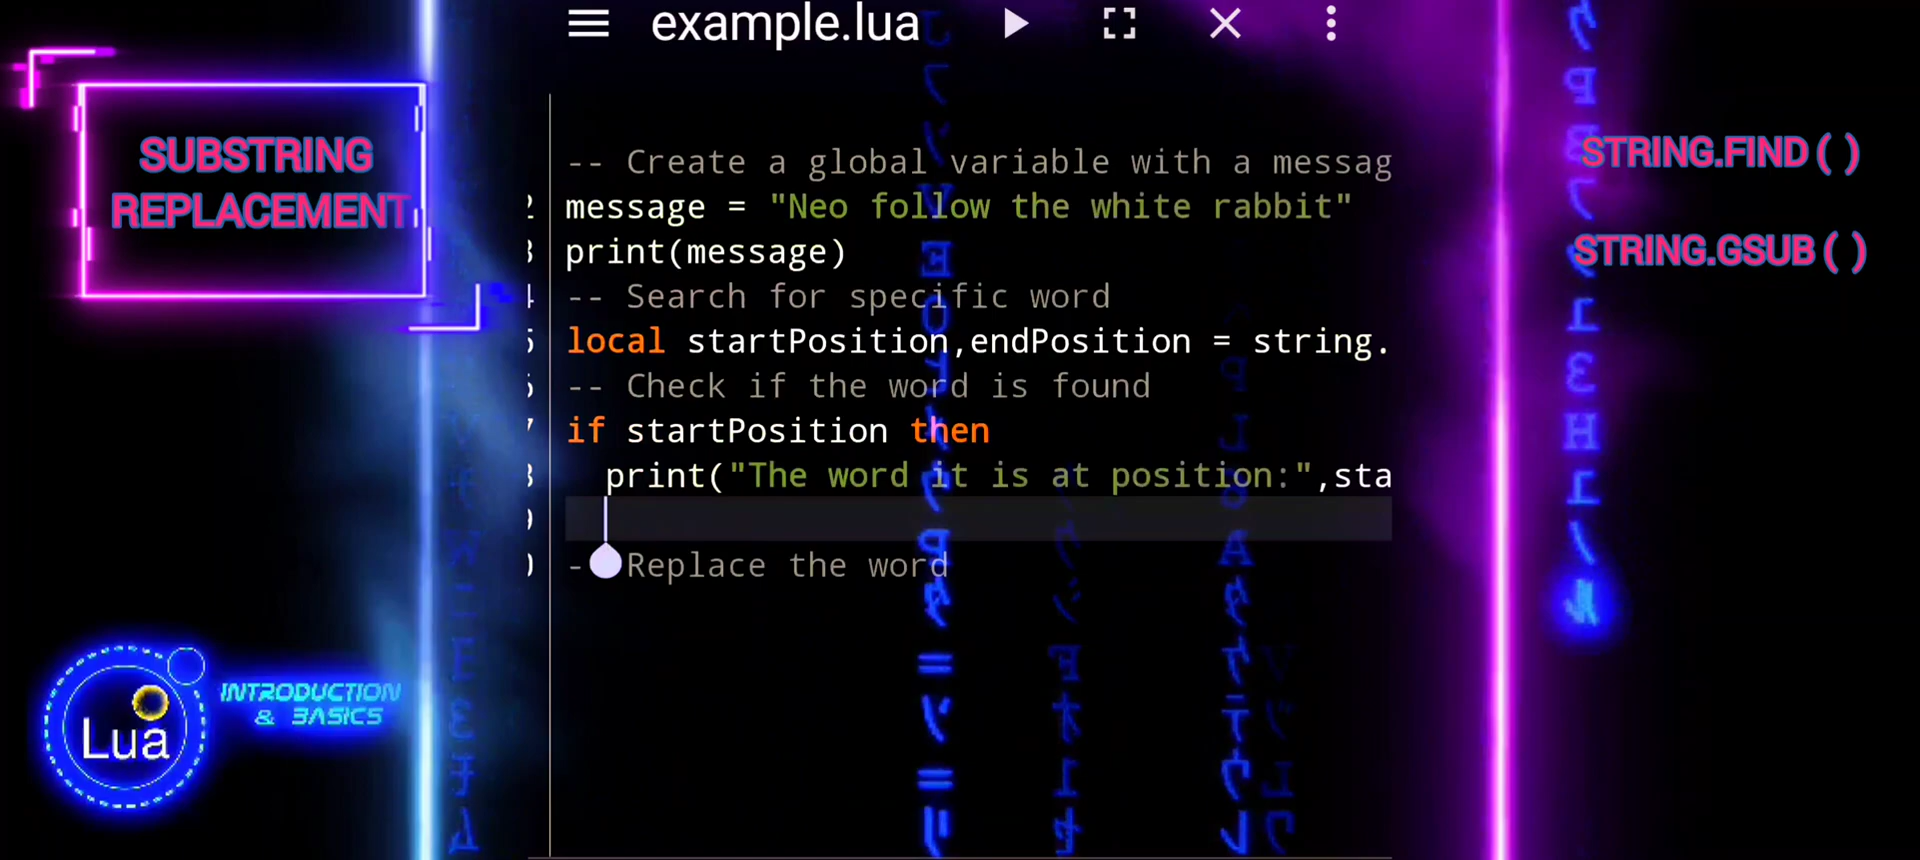 example.lua
SUBSTRING
REPLACEMENT
-- Create a global variable with a messag
message = "Neo follow the white rabbit"
print(message)
-- Search for specific word
local startPosition,endPosition = string.
-- Check if the word is found
if startPosition then
print("The word it is at position:",sta
- Replace the word
STRING.FIND( )
STRING.GSUB( )
Lua
INTRODUCTION
& BASICS